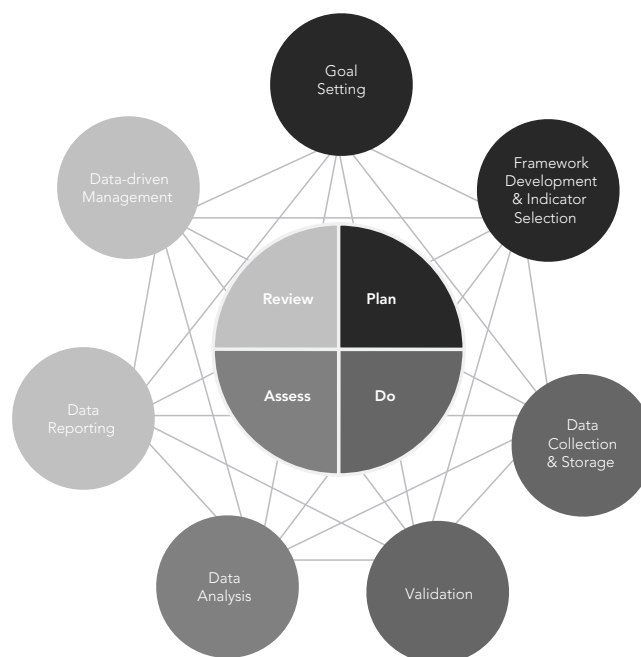 Goal
Setting
Framework
Development
& Indicator
Selection
Data
Collection
& Storage
Validation
Data
Analysis
Data
Reporting
Data-driven
Management
Review
Plan
Assess
Do